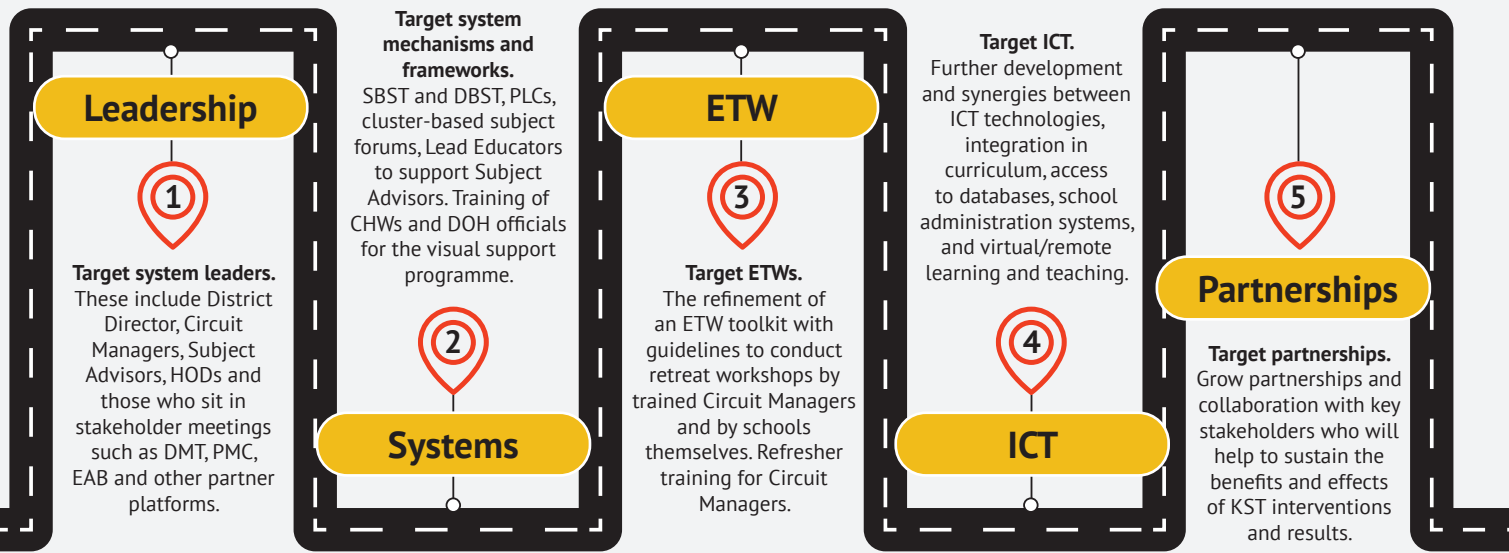 Leadership
1
Target system leaders.
These include District
Director, Circuit
Managers, Subject
Advisors, HODs and
those who sit in
stakeholder meetings
such as DMT, PMC,
EAB and other partner
platforms.
Target system
mechanisms and
frameworks.
SBST and DBST, PLCs,
cluster-based subject
forums, Lead Educators
to support Subject
Advisors. Training of
CHWs and DOH officials
for the visual support
programme.
2
Systems
ETW
3
Target ETWs.
The refinement of
an ETW toolkit with
guidelines to conduct
retreat workshops by
trained Circuit Managers
and by schools
themselves. Refresher
training for Circuit
Managers.
Target ICT.
Further development
and synergies between
ICT technologies,
integration in
curriculum, access
to databases, school
administration systems,
and virtual/remote
learning and teaching.
4
ICT
5
Partnerships
Target partnerships.
Grow partnerships and
collaboration with key
stakeholders who will
help to sustain the
benefits and effects
of KST interventions
and results.